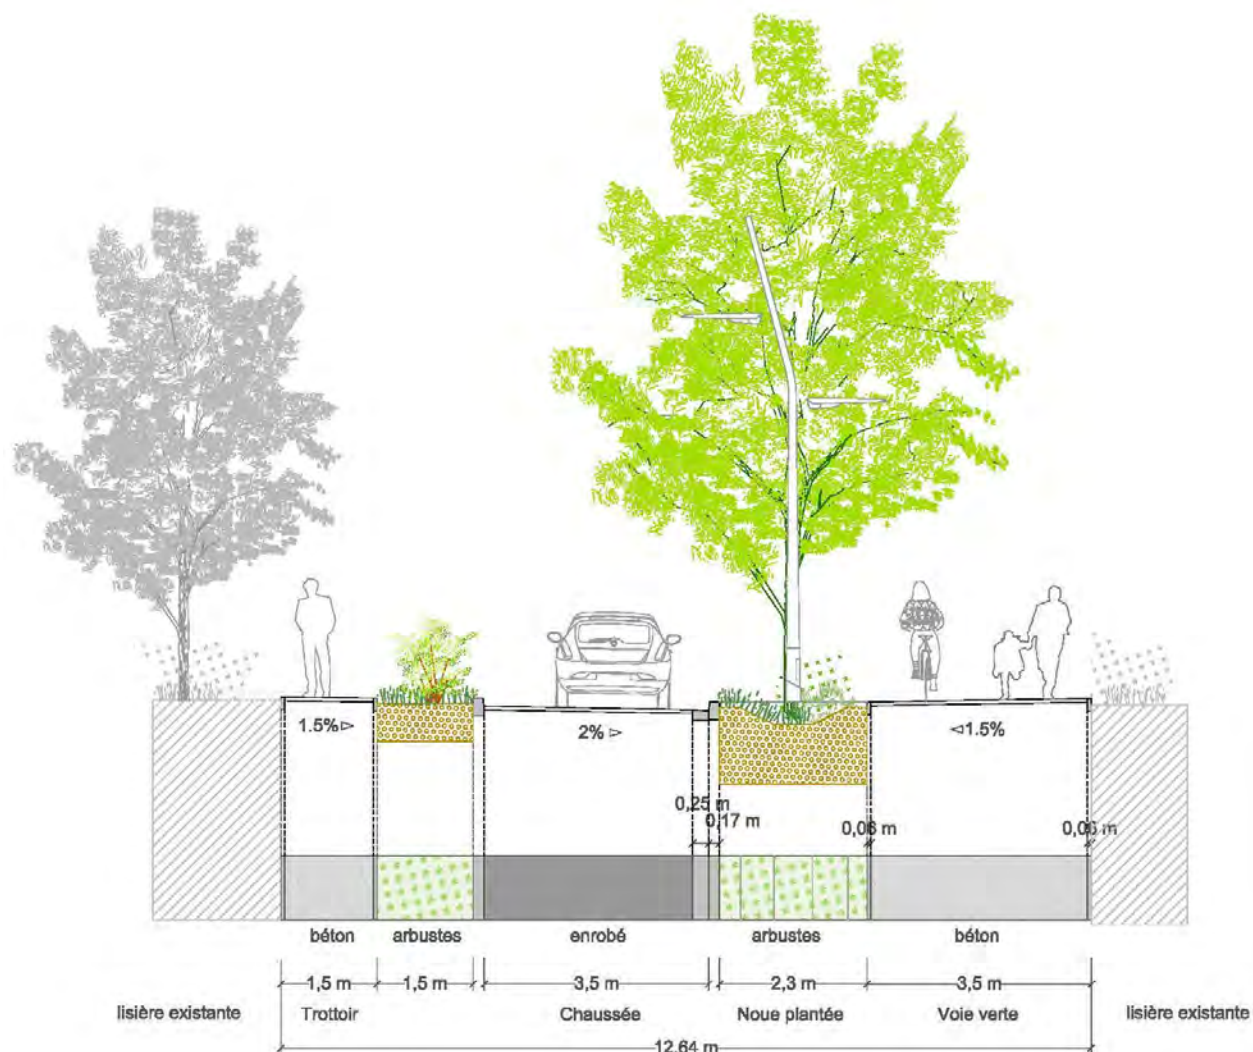 1.5%
2%
1.5%
0,25 m
0,17 m
0,06 m
0,06 m
béton arbustes enrobé arbustes béton
1,5 m 1,5 m 3,5 m 2,3 m 3,5 m
lisière existante Trottoir Chaussée Noue plantée Voie verte lisière existante
12,64 m